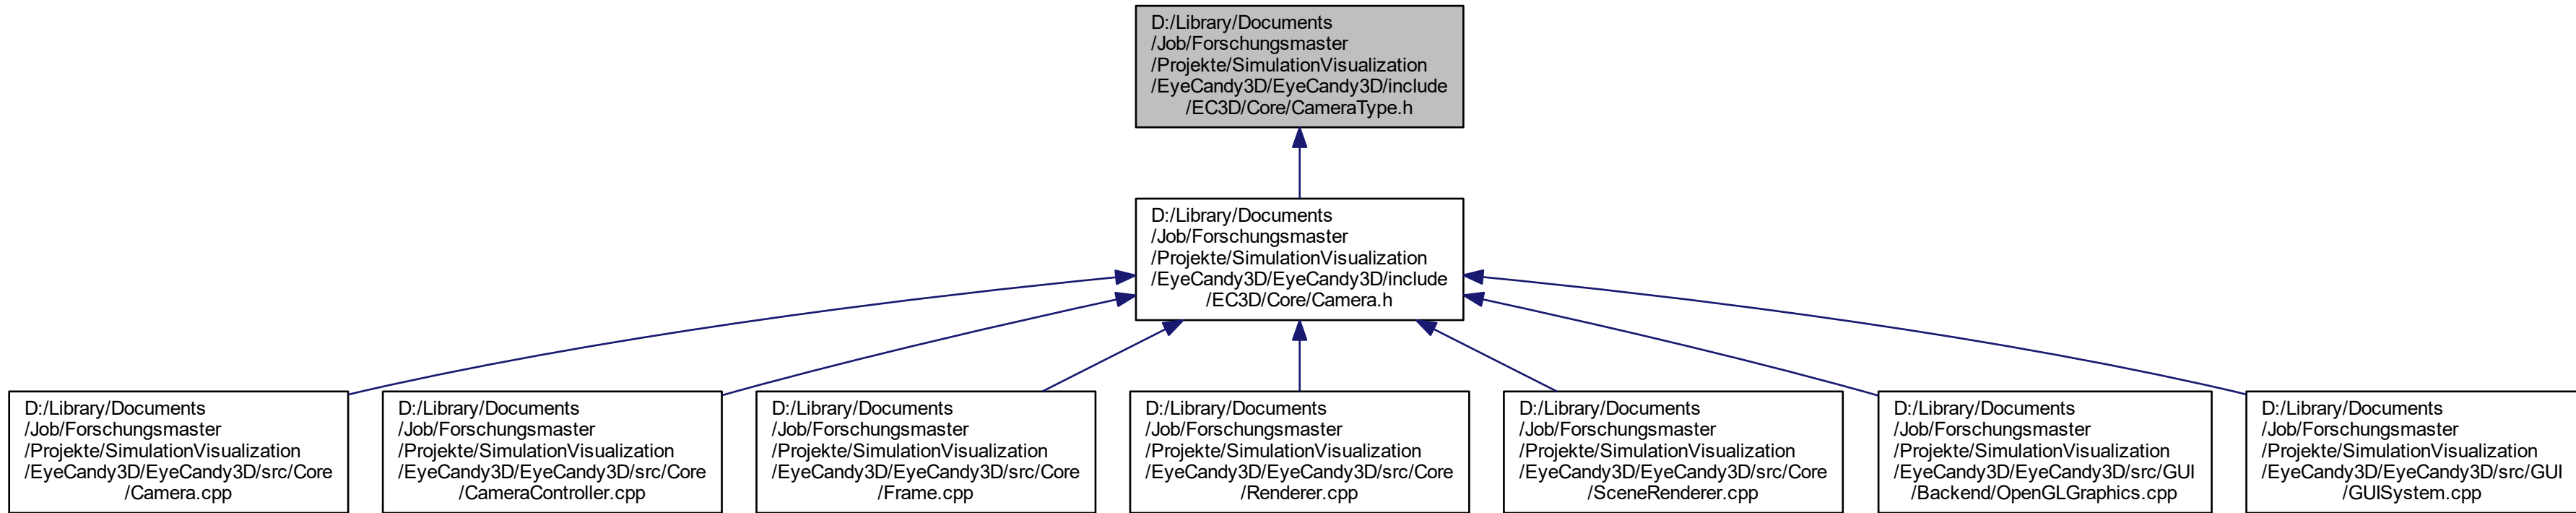 D:/Library/Documents
/Job/Forschungsmaster
/Projekte/SimulationVisualization
/EyeCandy3D/EyeCandy3D/include
/EC3D/Core/CameraType.h
D:/Library/Documents
/Job/Forschungsmaster
/Projekte/SimulationVisualization
/EyeCandy3D/EyeCandy3D/include
/EC3D/Core/Camera.h
D:/Library/Documents
/Job/Forschungsmaster
/Projekte/SimulationVisualization
/EyeCandy3D/EyeCandy3D/src/Core
/Camera.cpp
D:/Library/Documents
/Job/Forschungsmaster
/Projekte/SimulationVisualization
/EyeCandy3D/EyeCandy3D/src/Core
/CameraController.cpp
D:/Library/Documents
/Job/Forschungsmaster
/Projekte/SimulationVisualization
/EyeCandy3D/EyeCandy3D/src/Core
/Frame.cpp
D:/Library/Documents
/Job/Forschungsmaster
/Projekte/SimulationVisualization
/EyeCandy3D/EyeCandy3D/src/Core
/Renderer.cpp
D:/Library/Documents
/Job/Forschungsmaster
/Projekte/SimulationVisualization
/EyeCandy3D/EyeCandy3D/src/Core
/SceneRenderer.cpp
D:/Library/Documents
/Job/Forschungsmaster
/Projekte/SimulationVisualization
/EyeCandy3D/EyeCandy3D/src/GUI
/Backend/OpenGLGraphics.cpp
D:/Library/Documents
/Job/Forschungsmaster
/Projekte/SimulationVisualization
/EyeCandy3D/EyeCandy3D/src/GUI
/GUISystem.cpp